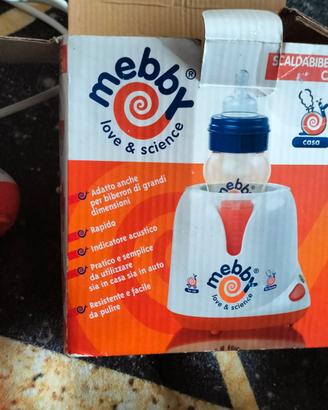 mebby®
love & science
SCALDABIBE
casa
Adatto anche
per biberon di grandi
dimensioni
Rapido
Indicatore acustico
Pratico e semplice
da utilizzare
sia in casa sia in auto
Resistente e facile
da pulire
mebby
mebby®
love & science